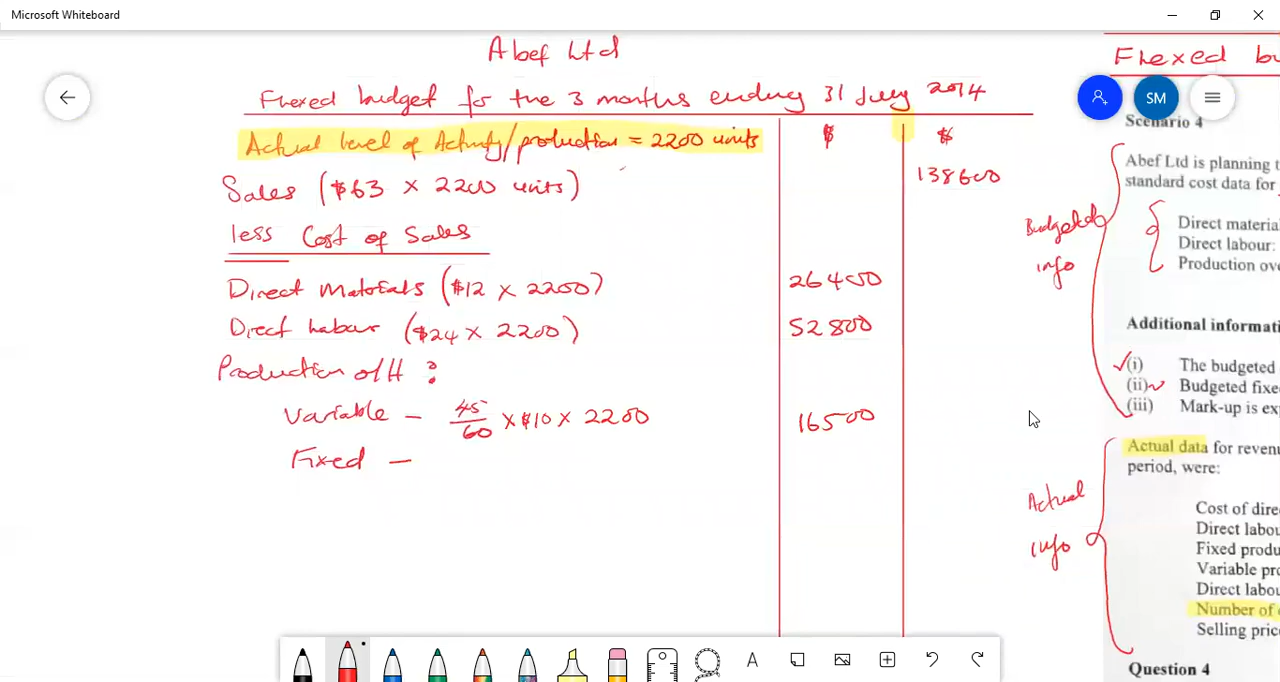 Microsoft Whiteboard
Abef Ltd
Flexed budget for the 3 months ending 31 July 2014
Actual level of Activity/production = 2200 units
$ $
Sales ($63 × 2200 units) 138600
less Cost of Sales
Direct Materials ($12 × 2200) 26400
Direct Labour ($24 × 2200) 52800
Production o/H :
Variable - 45/60 × $10 × 2200 16500
Fixed -
Flexed bu
SM
Scenario 4
Abef Ltd is planning t
standard cost data for
Budgeted info
Direct materia
Direct labour:
Production ove
Additional informati
(i) The budgeted
(ii) Budgeted fixe
(iii) Mark-up is ex
Actual data for revenu
period, were:
Actual info
Cost of dire
Direct labou
Fixed produ
Variable pro
Direct labou
Number of
Selling price
Question 4
A